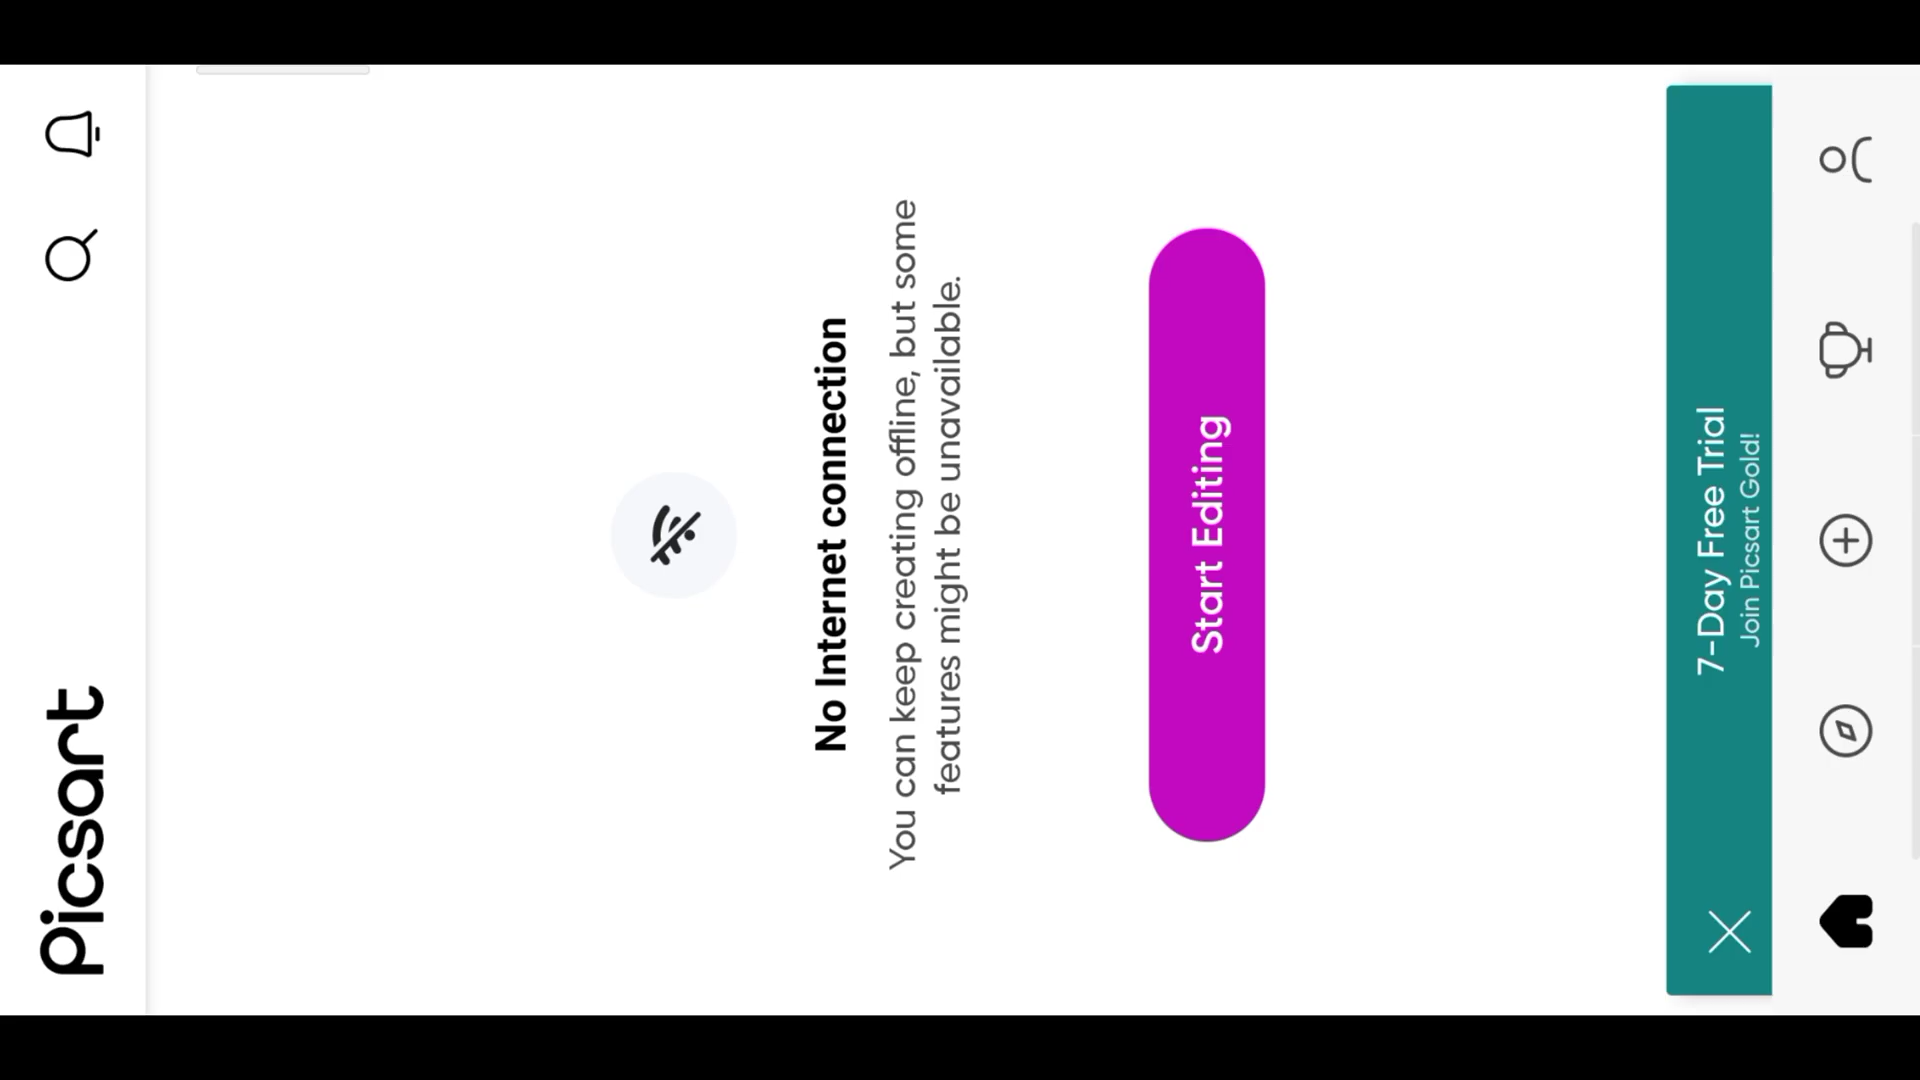 Picsart
No Internet connection
You can keep creating offline, but some
features might be unavailable.
Start Editing
7-Day Free Trial
Join Picsart Gold!